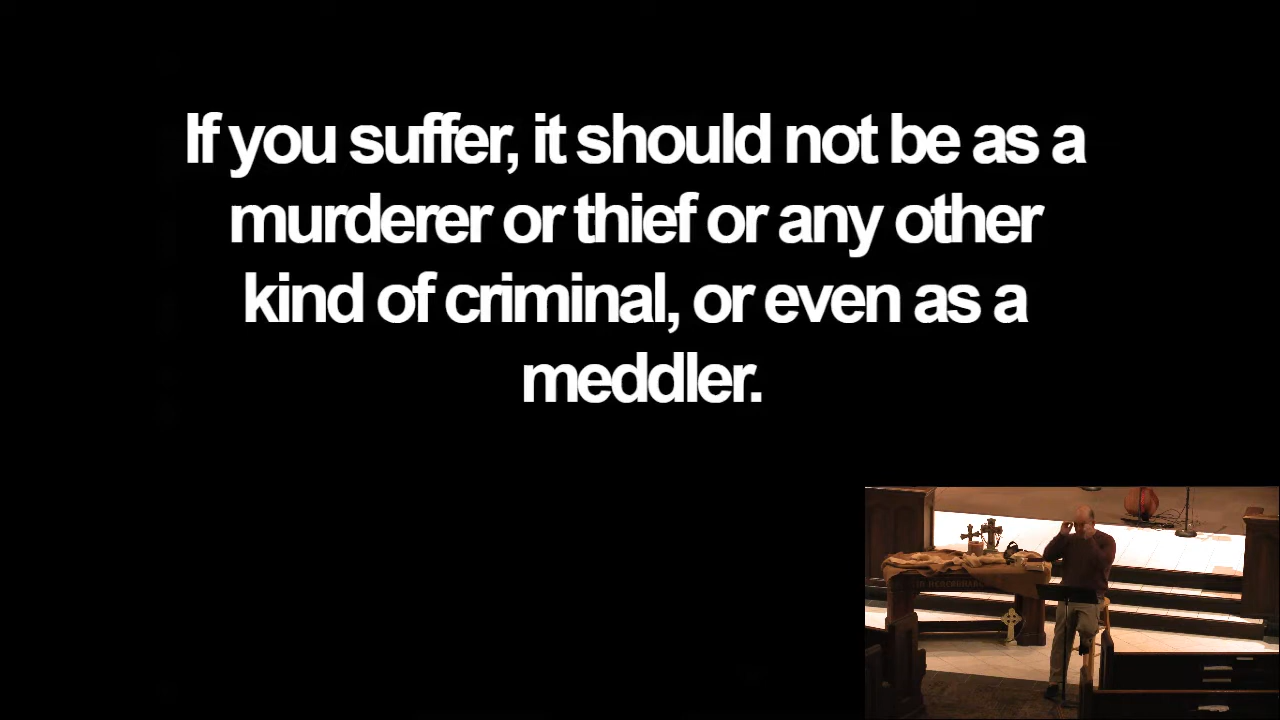 If you suffer, it should not be as a
murderer or thief or any other
kind of criminal, or even as a
meddler.